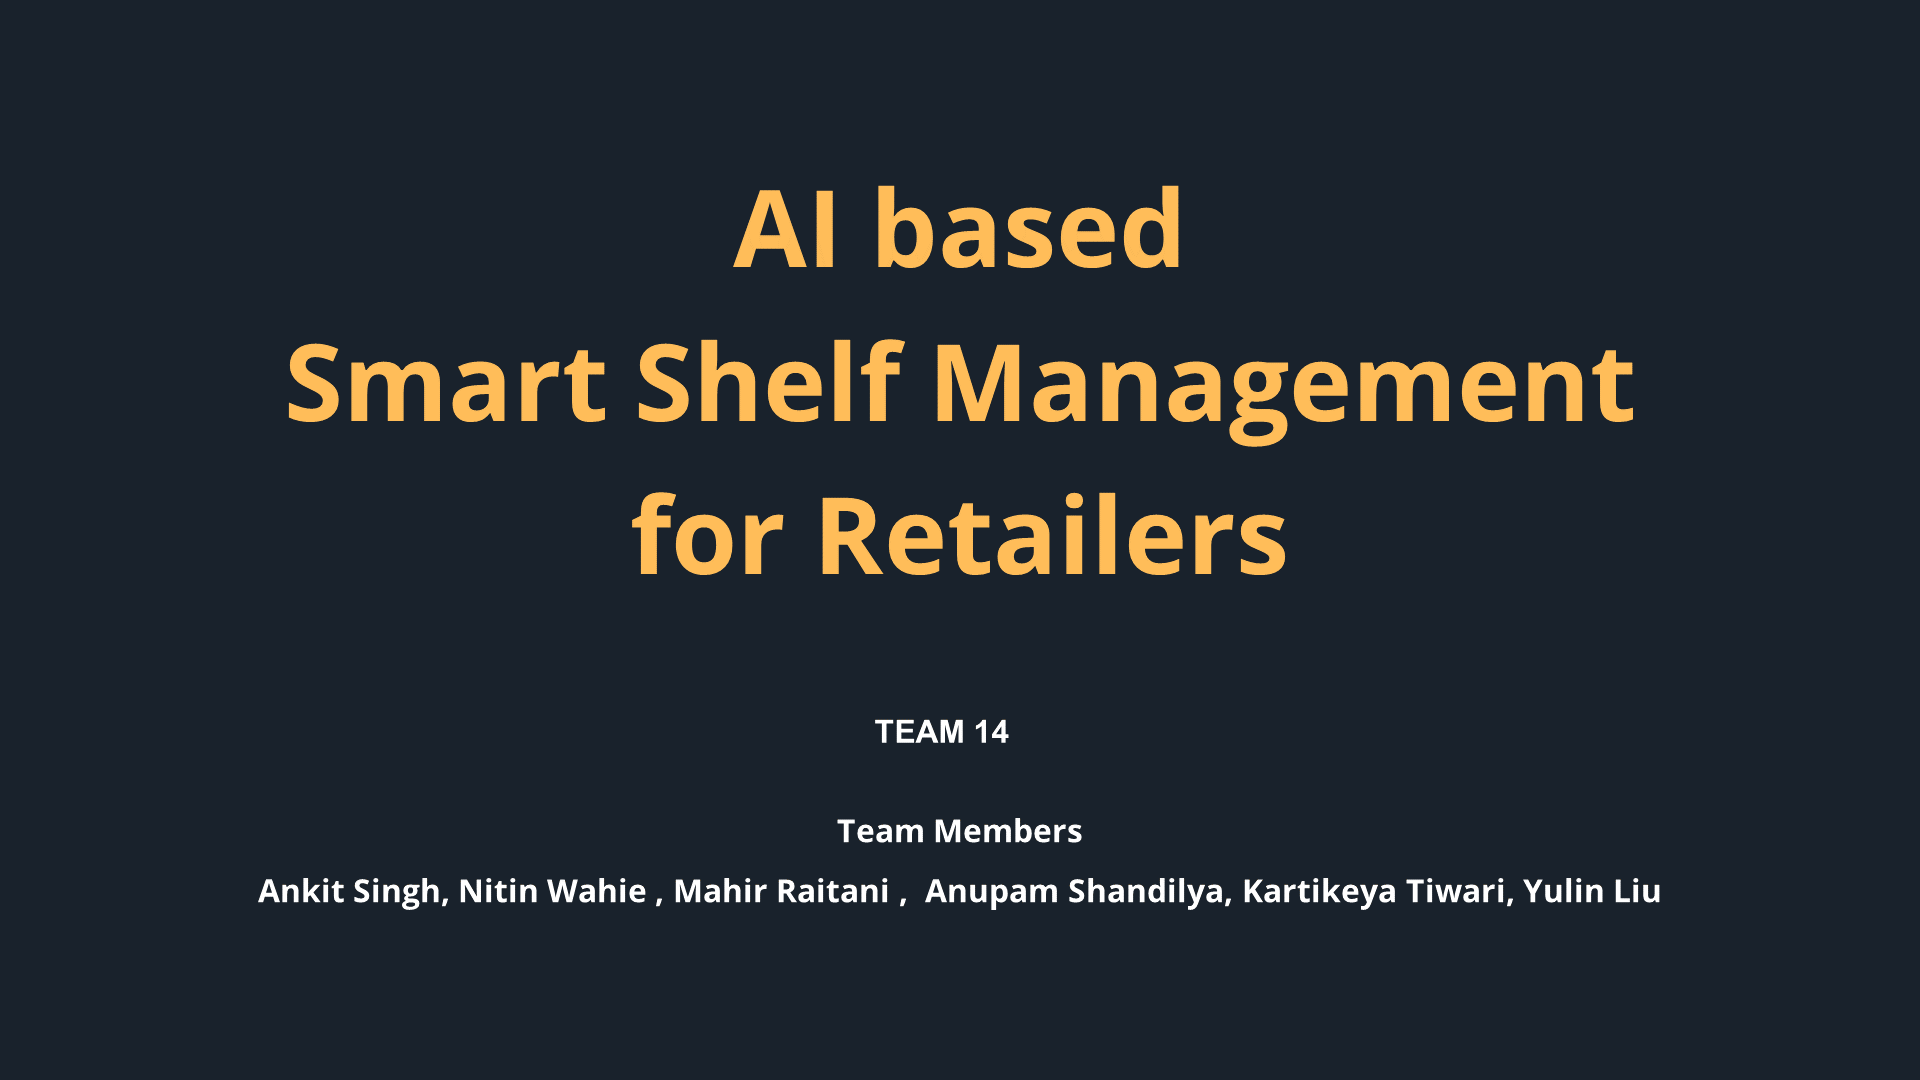 AI based
Smart Shelf Management
for Retailers
TEAM 14
Team Members
Ankit Singh, Nitin Wahie , Mahir Raitani ,  Anupam Shandilya, Kartikeya Tiwari, Yulin Liu